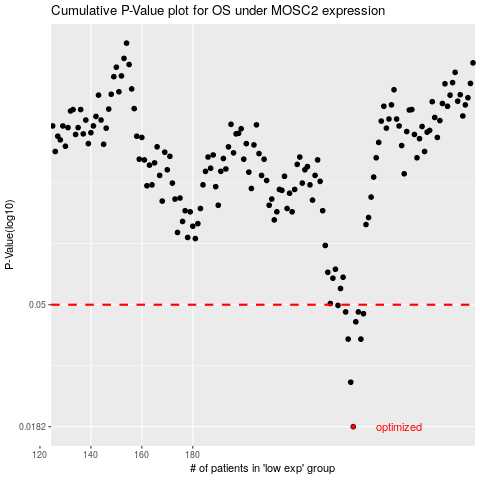 Cumulative P-Value plot for OS under MOSC2 expression
P-Value(log10)
0.05
0.0182
optimized
120 140 160 180
# of patients in 'low exp' group